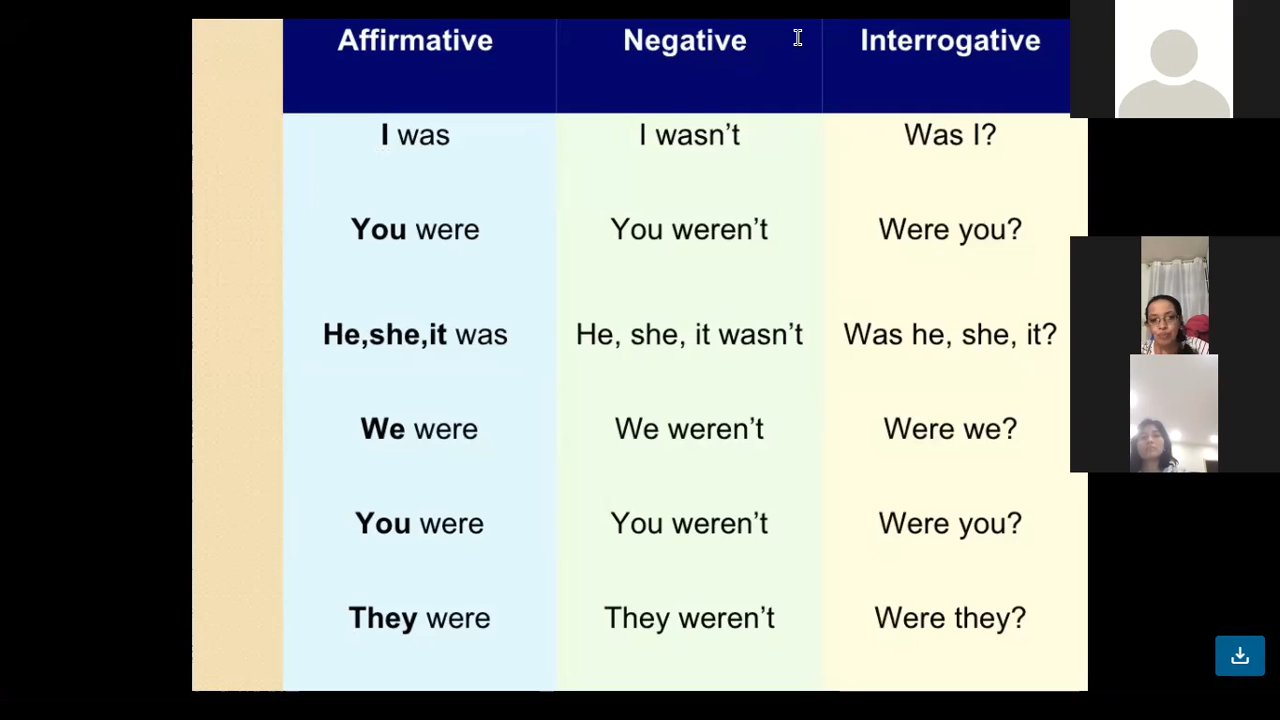 Affirmative Negative Interrogative
I was I wasn’t Was I?
You were You weren’t Were you?
He,she,it was He, she, it wasn’t Was he, she, it?
We were We weren’t Were we?
You were You weren’t Were you?
They were They weren’t Were they?